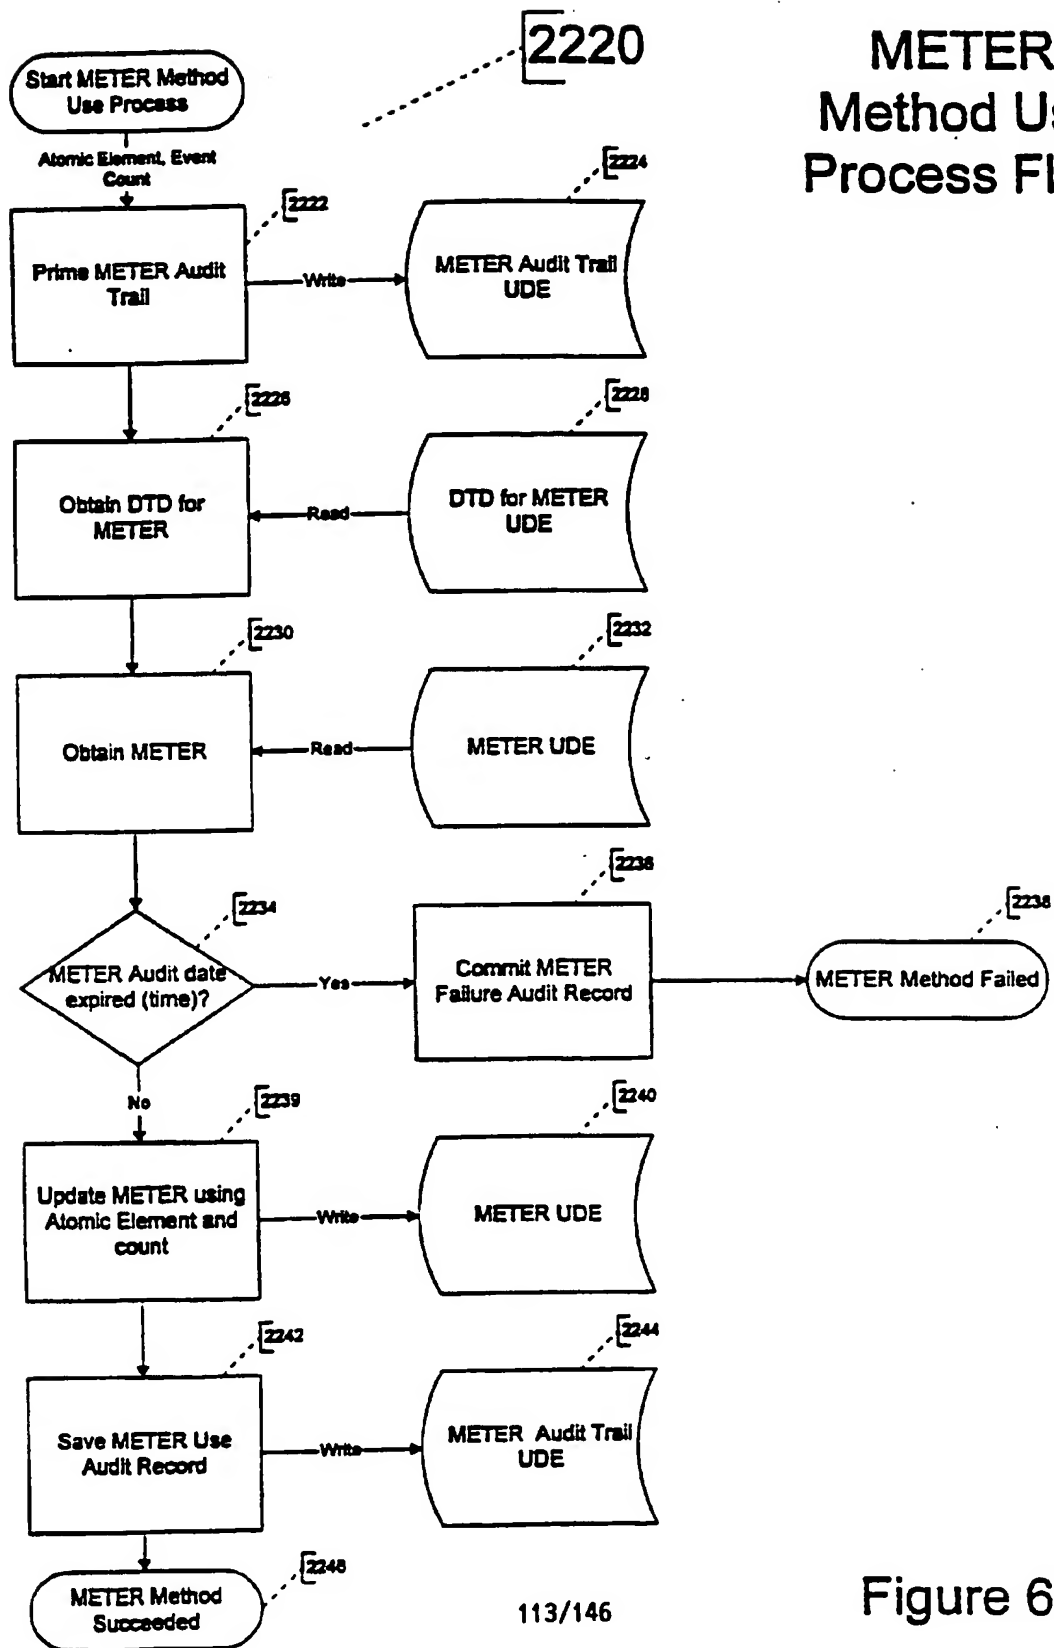 2220
METER
Method Us
Process Fl
Start METER Method
Use Process
Atomic Element, Event
Count
2222
2224
Prime METER Audit
Trail
Write
METER Audit Trail
UDE
2226
2228
Obtain DTD for
METER
Read
DTD for METER
UDE
2230
2232
Obtain METER
Read
METER UDE
2234
2236
2238
METER Audit date
expired (time)?
Yes
Commit METER
Failure Audit Record
METER Method Failed
No
2239
2240
Update METER using
Atomic Element and
count
Write
METER UDE
2242
2244
Save METER Use
Audit Record
Write
METER Audit Trail
UDE
2246
METER Method
Succeeded
113/146
Figure 6